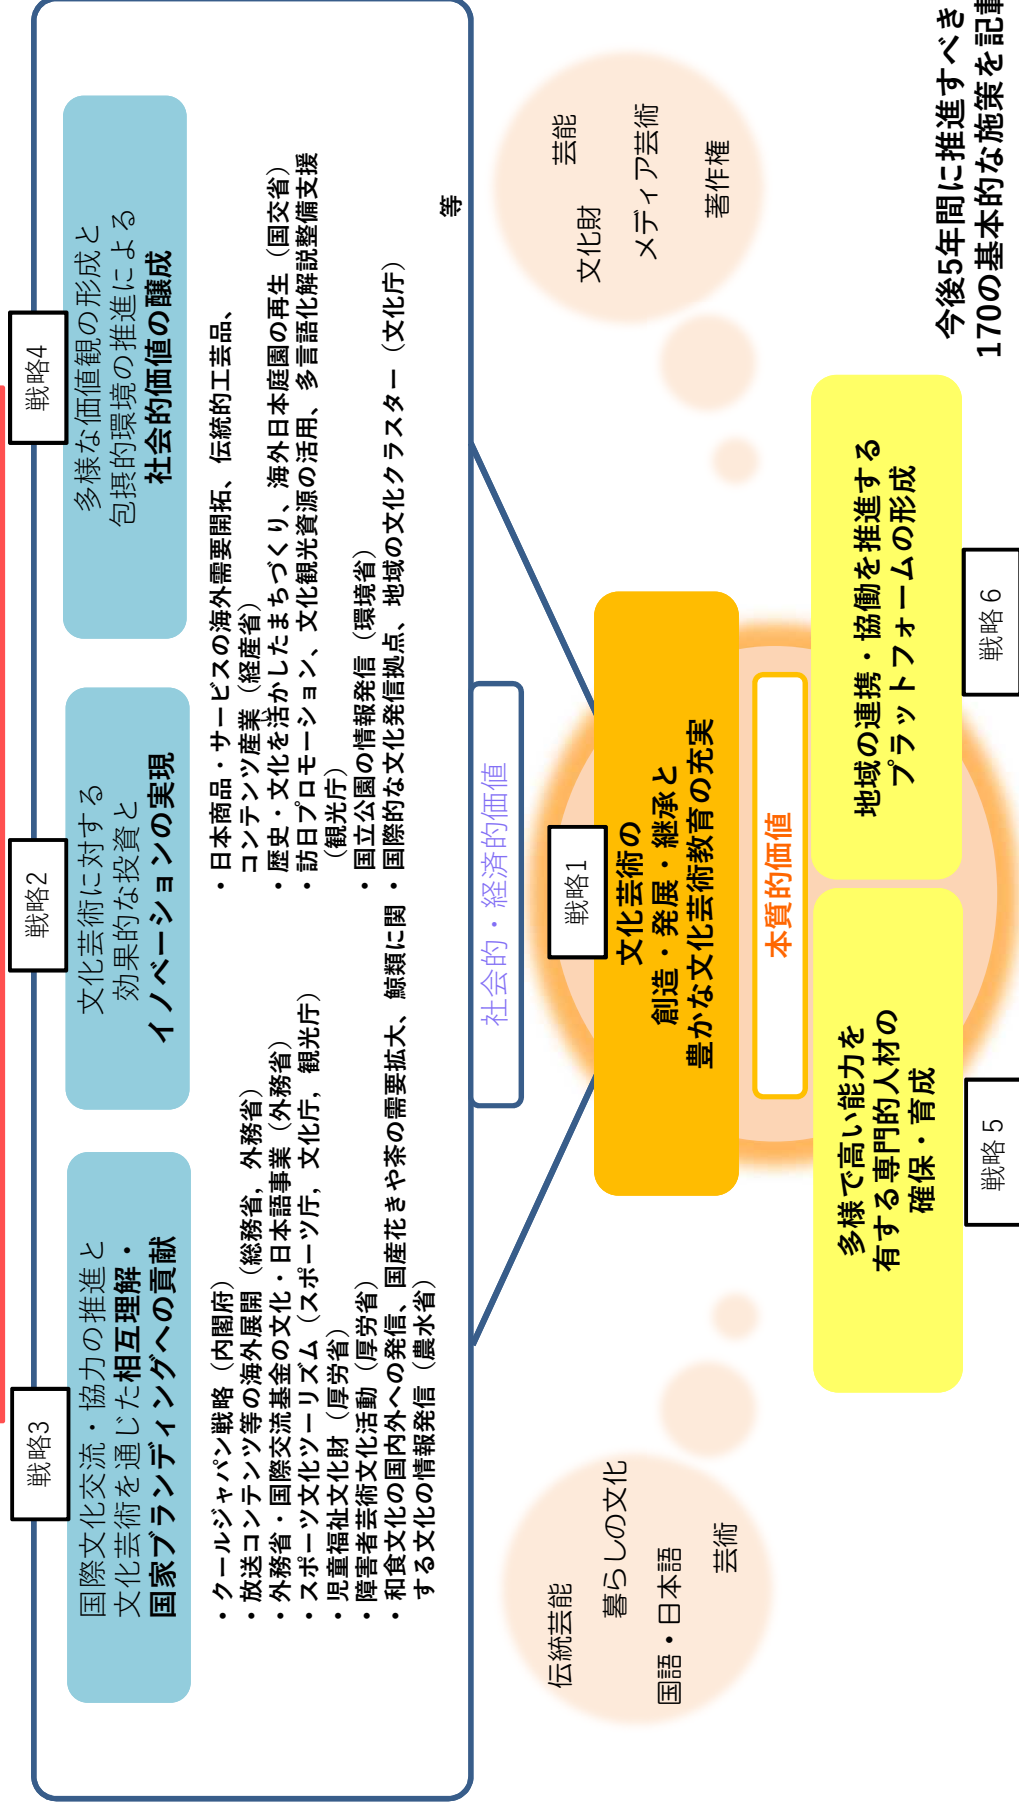 戦略3
国際文化交流・協力の推進と
文化芸術を通じた相互理解・
国家ブランディングへの貢献
戦略2
文化芸術に対する
効果的な投資と
イノベーションの実現
戦略4
多様な価値観の形成と
包摂的環境の推進による
社会的価値の醸成
・クールジャパン戦略（内閣府）
・放送コンテンツ等の海外展開（総務省，外務省）
・外務省・国際交流基金の文化・日本語事業（外務省）
・スポーツ文化ツーリズム（スポーツ庁，文化庁，観光庁）
・児童福祉文化財（厚労省）
・障害者芸術文化活動（厚労省）
・和食文化の国内外への発信、国産花きや茶の需要拡大、鯨類に関
する文化の情報発信（農水省）
・日本商品・サービスの海外需要開拓、伝統的工芸品、
コンテンツ産業（経産省）
・歴史・文化を活かしたまちづくり、海外日本庭園の再生（国交省）
・訪日プロモーション、文化観光資源の活用、多言語化解説整備支援
（観光庁）
・国立公園の情報発信（環境省）
・国際的な文化発信拠点、地域の文化クラスター（文化庁）
等
社会的・経済的価値
戦略1
文化芸術の
創造・発展・継承と
豊かな文化芸術教育の充実
本質的価値
伝統芸能
暮らしの文化
国語・日本語
芸術
芸能
文化財
メディア芸術
著作権
多様で高い能力を
有する専門的人材の
確保・育成
戦略 5
地域の連携・協働を推進する
プラットフォームの形成
戦略 6
今後5年間に推進すべき
170の基本的な施策を記載